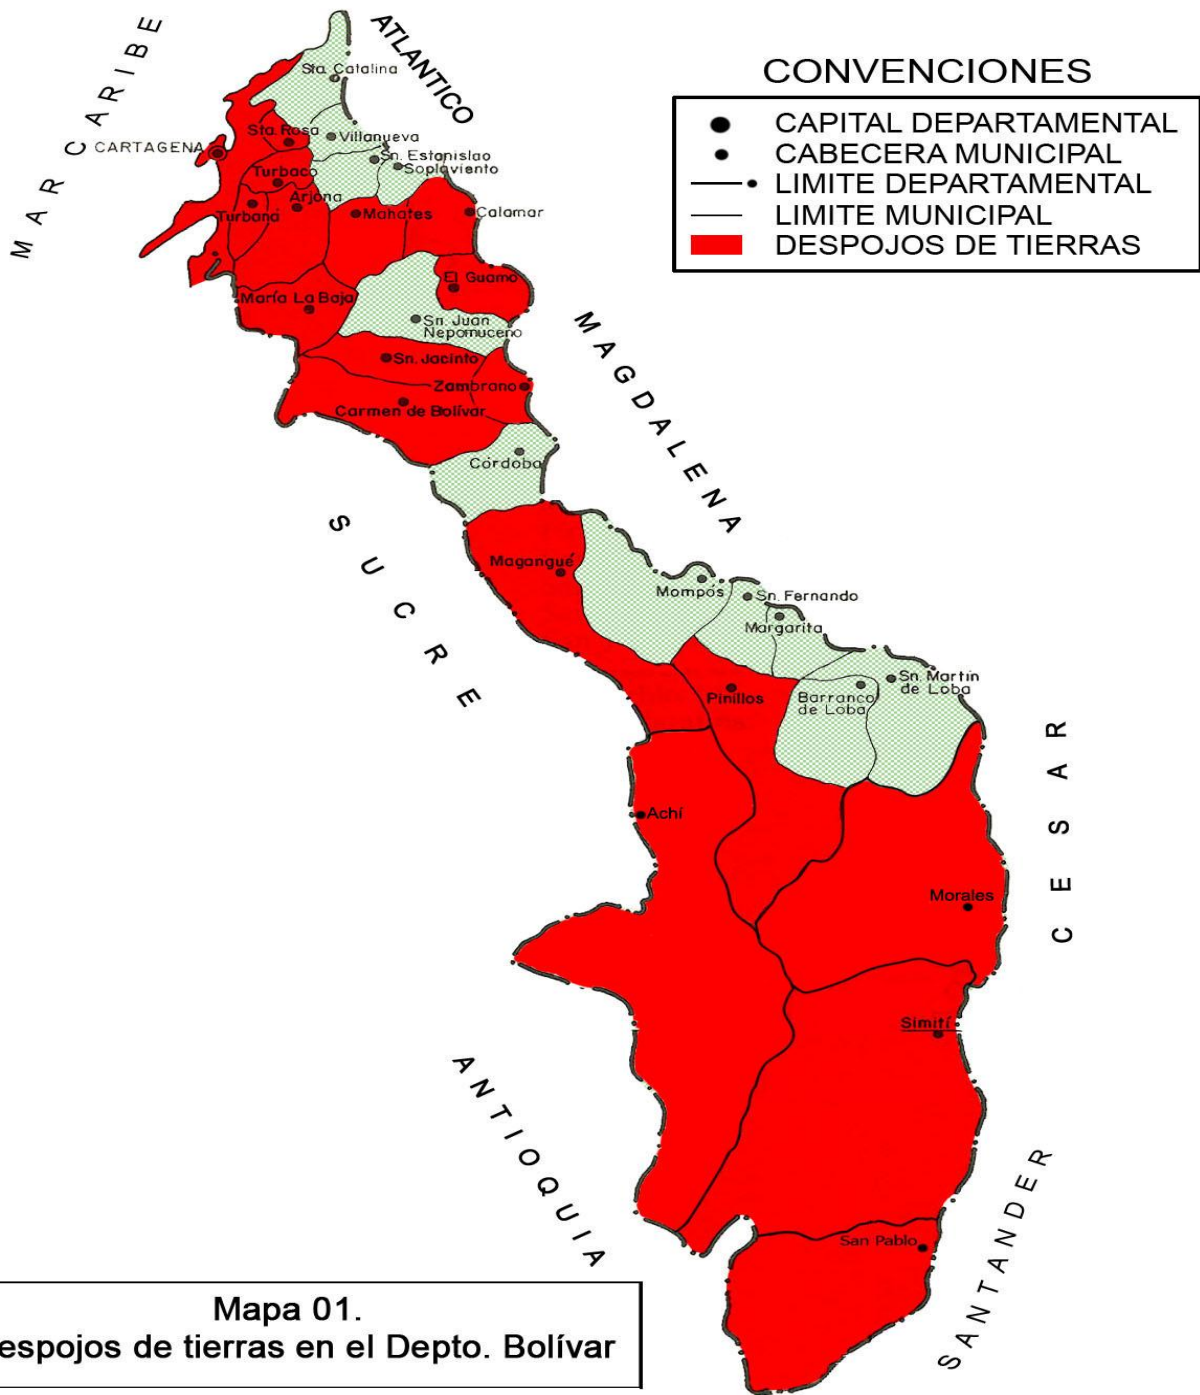 MAR CARIBE
ATLANTICO
CONVENCIONES
CAPITAL DEPARTAMENTAL
CABECERA MUNICIPAL
LIMITE DEPARTAMENTAL
LIMITE MUNICIPAL
DESPOJOS DE TIERRAS
Sta. Catalina
Sta. Rosa
Villanueva
CARTAGENA
Sn. Estanislao
Soplaviento
Turbaco
Turbaná
Arjona
Mahates
Calamar
El Guamo
María La Baja
Sn. Juan
Nepomuceno
Sn. Jacinto
Zambrano
Carmen de Bolívar
MAGDALENA
Córdoba
SUCRE
Magangué
Mompós
Sn. Fernando
Margarita
Pinillos
Barranco
de Loba
Sn. Martín
de Loba
CESAR
Achí
Morales
Simití
ANTIOQUIA
San Pablo
SANTANDER
Mapa 01.
espojos de tierras en el Depto. Bolívar